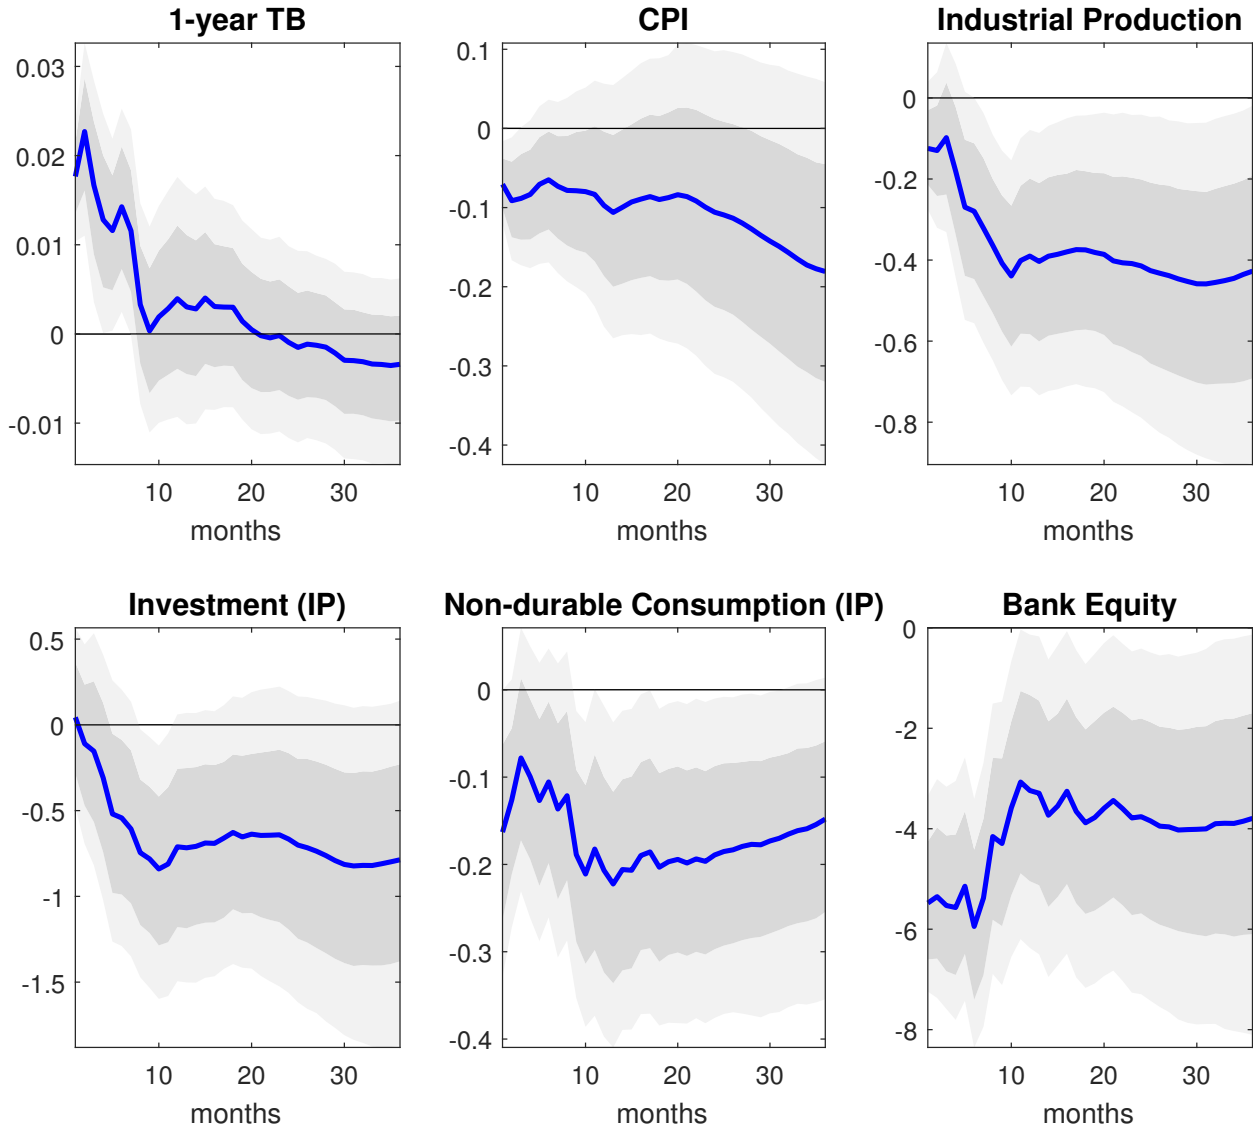 1-year TB
0.03
0.02
0.01
0
-0.01
10 20 30
months
CPI
0.1
0
-0.1
-0.2
-0.3
-0.4
10 20 30
months
Industrial Production
0
-0.2
-0.4
-0.6
-0.8
10 20 30
months
Investment (IP)
0.5
0
-0.5
-1
-1.5
10 20 30
months
Non-durable Consumption (IP)
0
-0.1
-0.2
-0.3
-0.4
10 20 30
months
Bank Equity
0
-2
-4
-6
-8
10 20 30
months